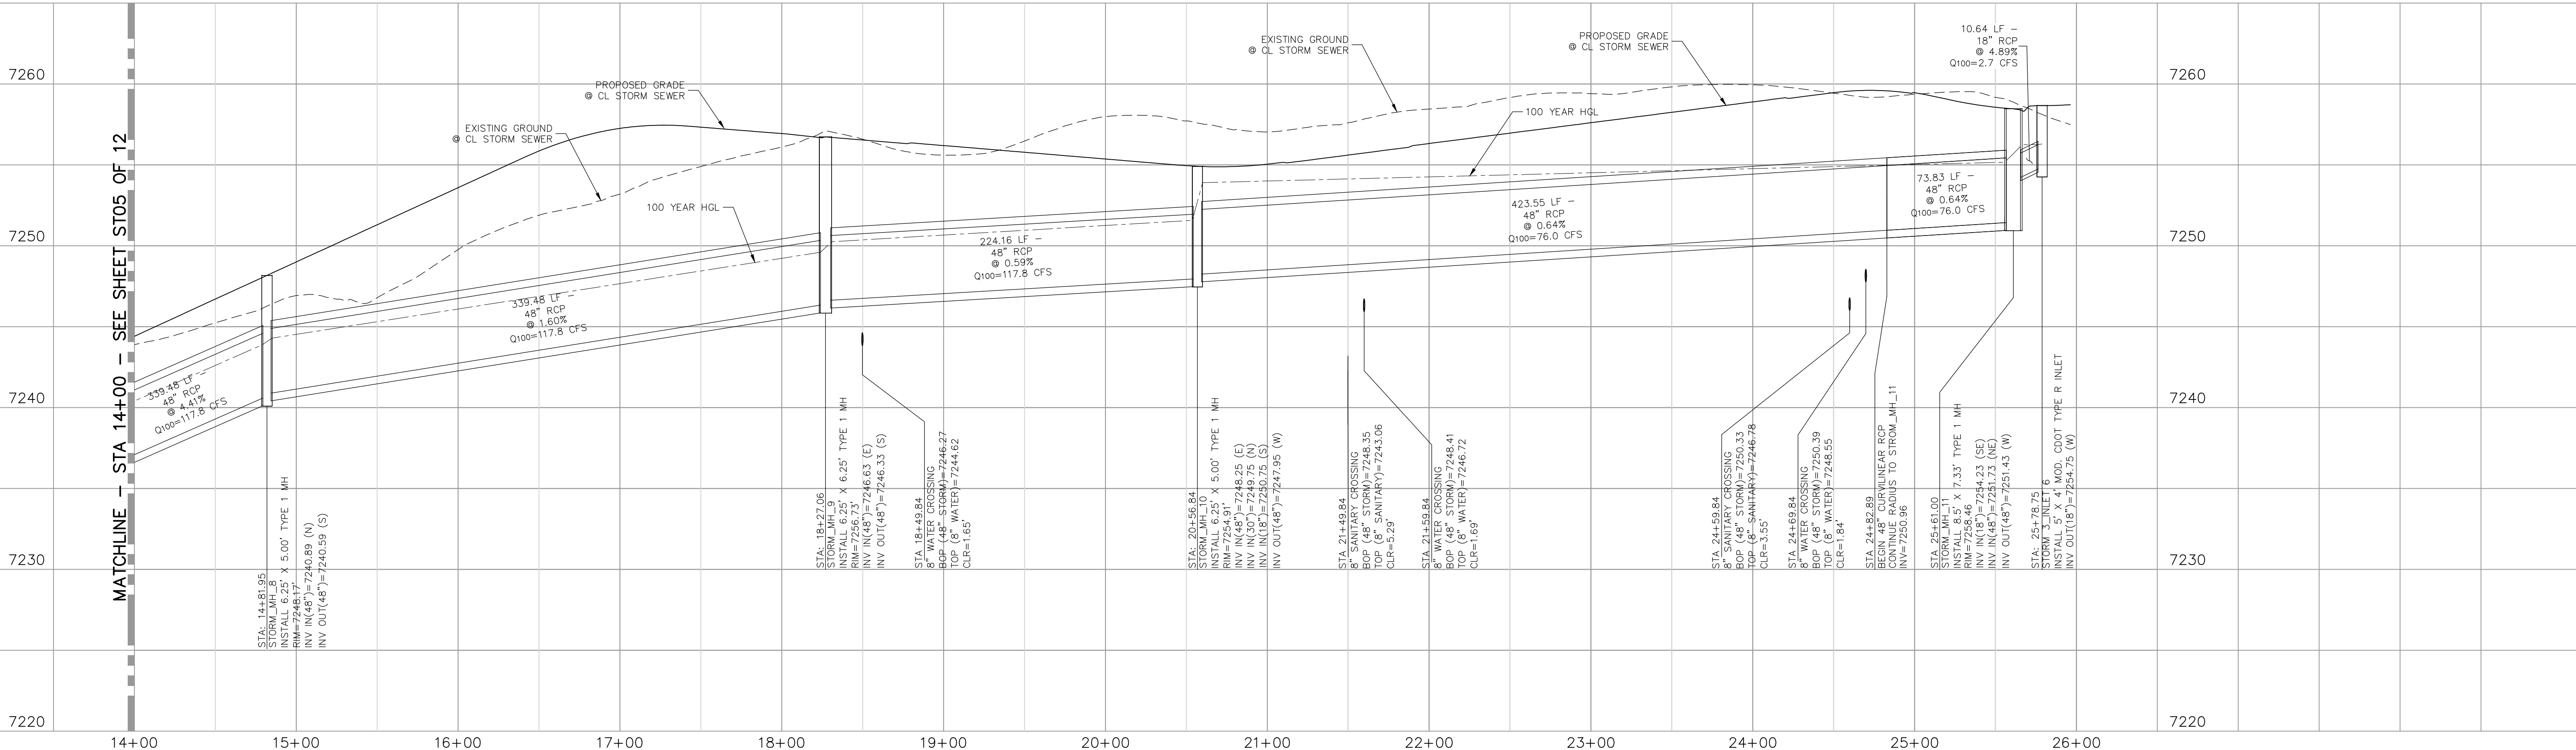 7260
7250
7240
7230
7220
MATCHLINE – STA 14+00 – SEE SHEET ST05 OF 12
EXISTING GROUND
@ CL STORM SEWER
PROPOSED GRADE
@ CL STORM SEWER
100 YEAR HGL
EXISTING GROUND
@ CL STORM SEWER
PROPOSED GRADE
@ CL STORM SEWER
100 YEAR HGL
10.64 LF –
18" RCP
@ 4.89%
Q100=2.7 CFS
339.48 LF –
48" RCP
@ 4.41%
Q100=117.8 CFS
339.48 LF –
48" RCP
@ 1.60%
Q100=117.8 CFS
224.16 LF –
48" RCP
@ 0.59%
Q100=117.8 CFS
423.55 LF –
48" RCP
@ 0.64%
Q100=76.0 CFS
73.83 LF –
48" RCP
@ 0.64%
Q100=76.0 CFS
STA: 14+81.95
STORM_MH_8
INSTALL 6.25' X 5.00' TYPE 1 MH
RIM=7248.17'
INV IN(48")=7240.89 (N)
INV OUT(48")=7240.59 (S)
STA: 18+27.06
STORM_MH_9
INSTALL 6.25' X 6.25' TYPE 1 MH
RIM=7256.73'
INV IN(48")=7246.63 (E)
INV OUT(48")=7246.33 (S)
STA 18+49.84
8" WATER CROSSING
BOP (48" STORM)=7246.27
TOP (8" WATER)=7244.62
CLR=1.65'
STA: 20+56.84
STORM_MH_10
INSTALL 6.25' X 5.00' TYPE 1 MH
RIM=7254.91'
INV IN(48")=7248.25 (E)
INV IN(30")=7249.75 (N)
INV IN(18")=7250.75 (S)
INV OUT(48")=7247.95 (W)
STA 21+49.84
8" SANITARY CROSSING
BOP (48" STORM)=7248.35
TOP (8" SANITARY)=7243.06
CLR=5.29'
STA 21+59.84
8" WATER CROSSING
BOP (48" STORM)=7248.41
TOP (8" WATER)=7246.72
CLR=1.69'
STA 24+59.84
8" SANITARY CROSSING
BOP (48" STORM)=7250.33
TOP (8" SANITARY)=7246.78
CLR=3.55'
STA 24+69.84
8" WATER CROSSING
BOP (48" STORM)=7250.39
TOP (8" WATER)=7248.55
CLR=1.84'
STA 24+82.89
BEGIN 48" CURVILINEAR RCP
CONTINUE RADIUS TO STROM_MH_11
INV=7250.96
STA 25+61.00
STORM_MH_11
INSTALL 8.5' X 7.33' TYPE 1 MH
RIM=7258.46
INV IN(18")=7254.23 (SE)
INV IN(48")=7251.73 (NE)
INV OUT(48")=7251.43 (W)
STA: 25+78.75
STORM 3_INLET 6
INSTALL 5' X 4' MOD. CDOT TYPE R INLET
INV OUT(18")=7254.75 (W)
7260
7250
7240
7230
7220
14+00
15+00
16+00
17+00
18+00
19+00
20+00
21+00
22+00
23+00
24+00
25+00
26+00